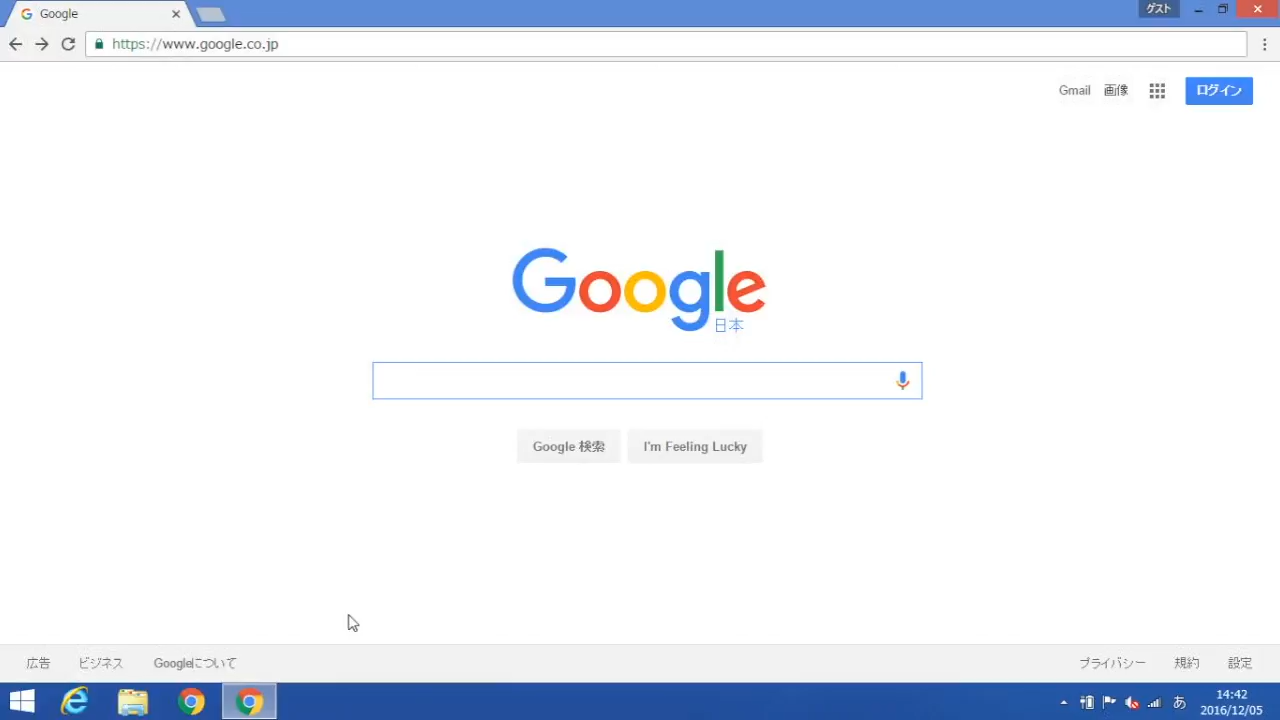 Google
ゲスト
https://www.google.co.jp
Gmail 画像 ログイン
Google
日本
Google 検索 I'm Feeling Lucky
広告 ビジネス Googleについて プライバシー 規約 設定
あ 14:42
2016/12/05